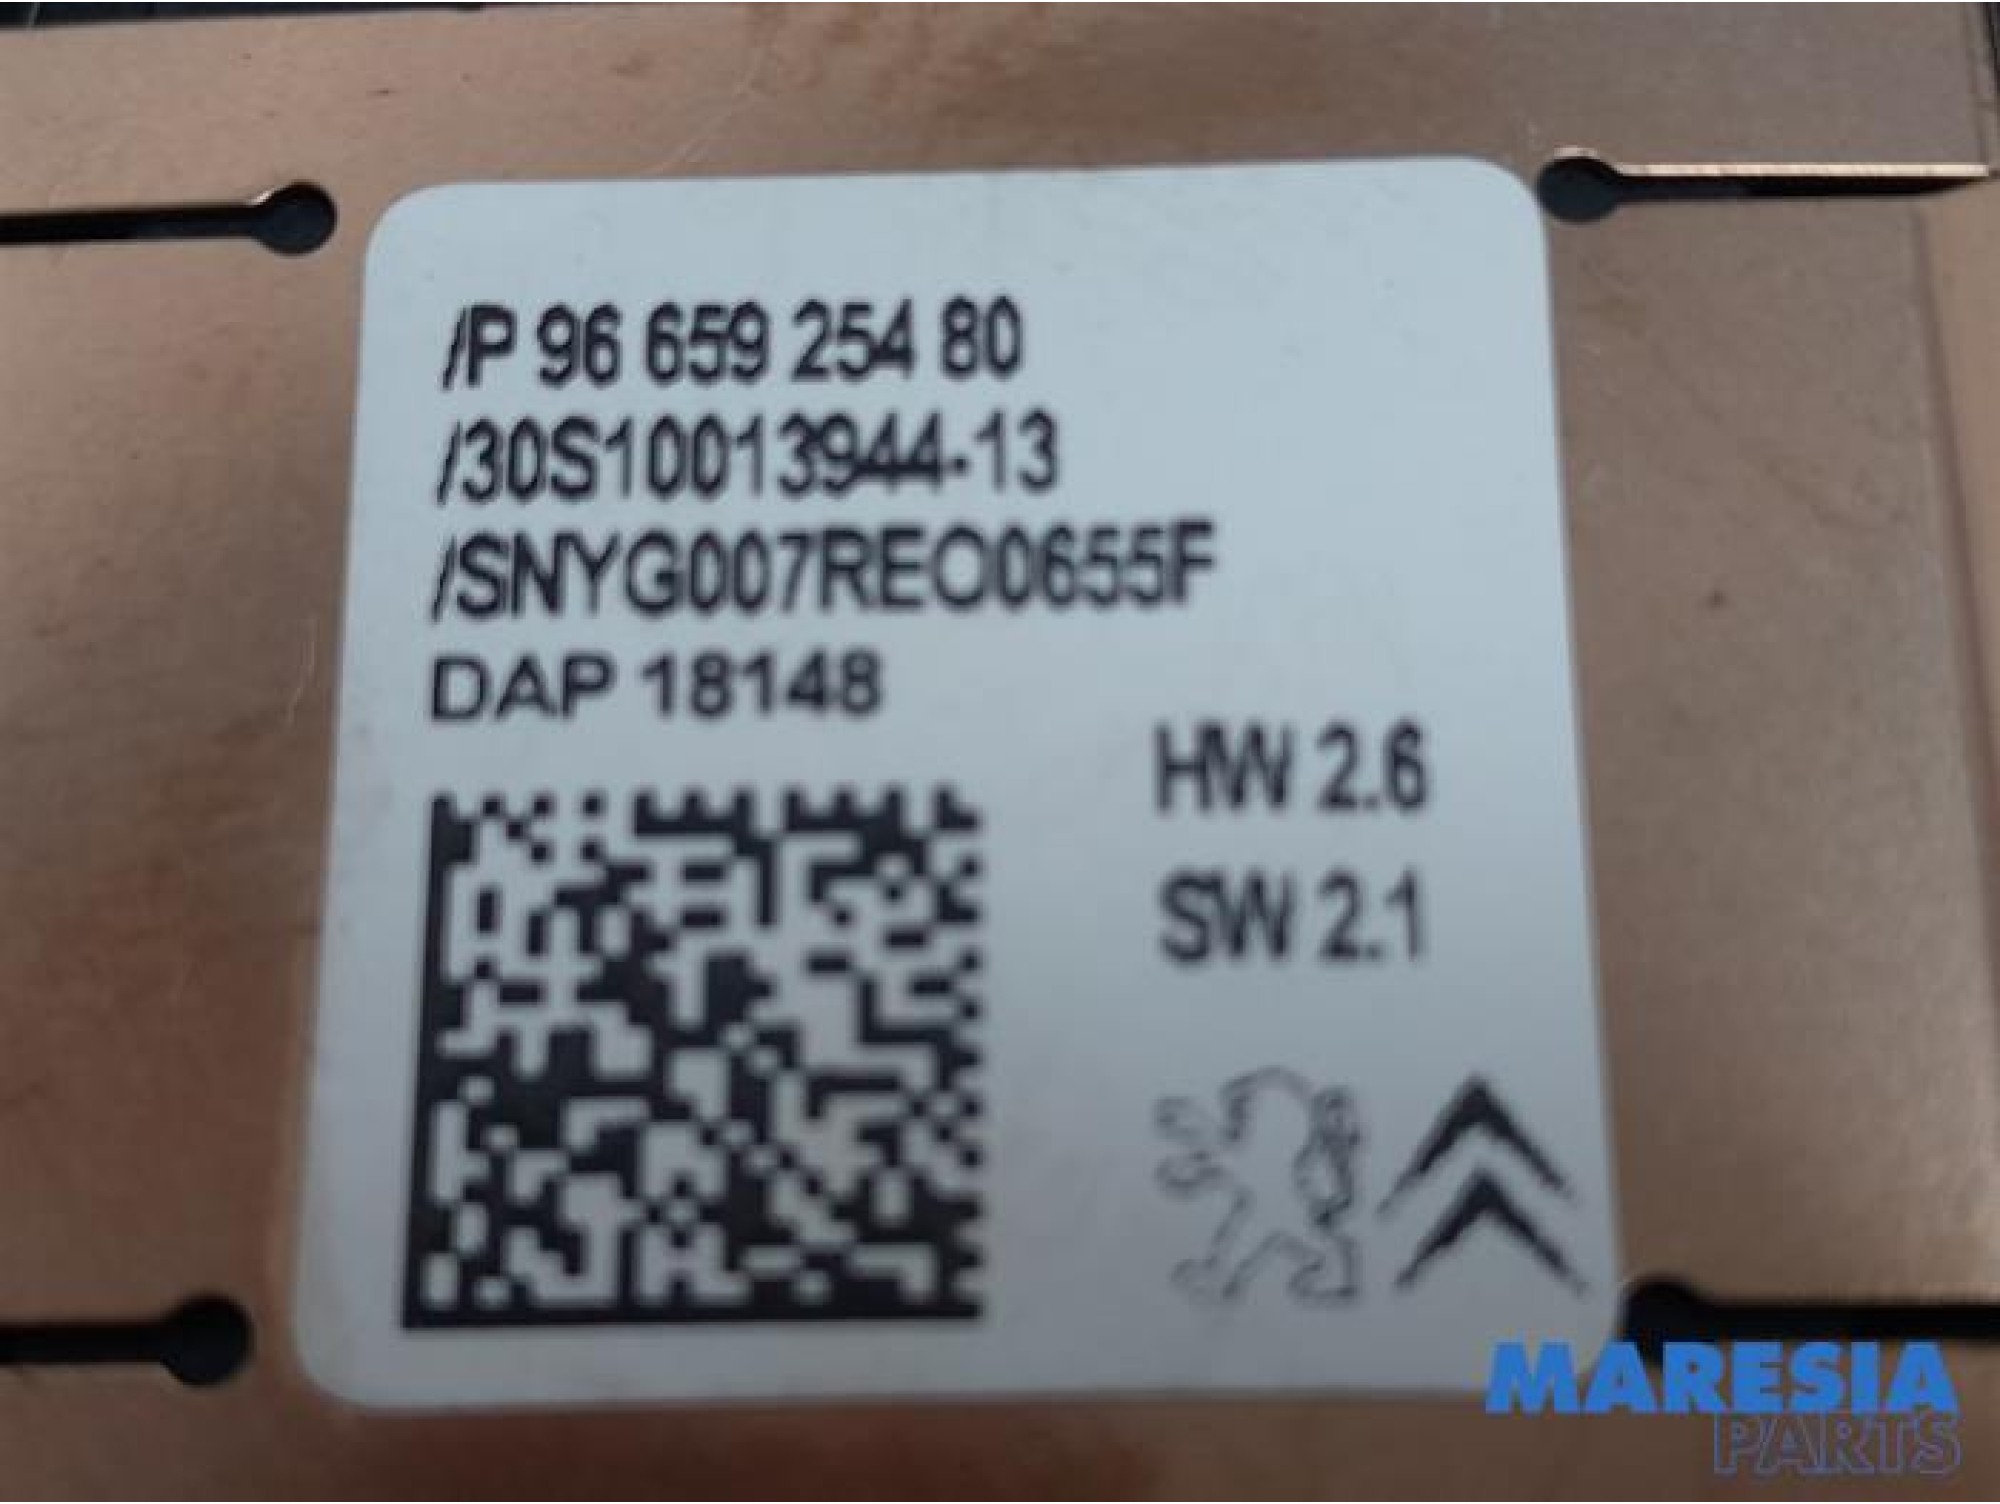 /P 96 659 254 80
/30S10013944-13
/SNYG007REO0655F
DAP 18148
HW 2.6
SW 2.1
MARESIA
PARTS